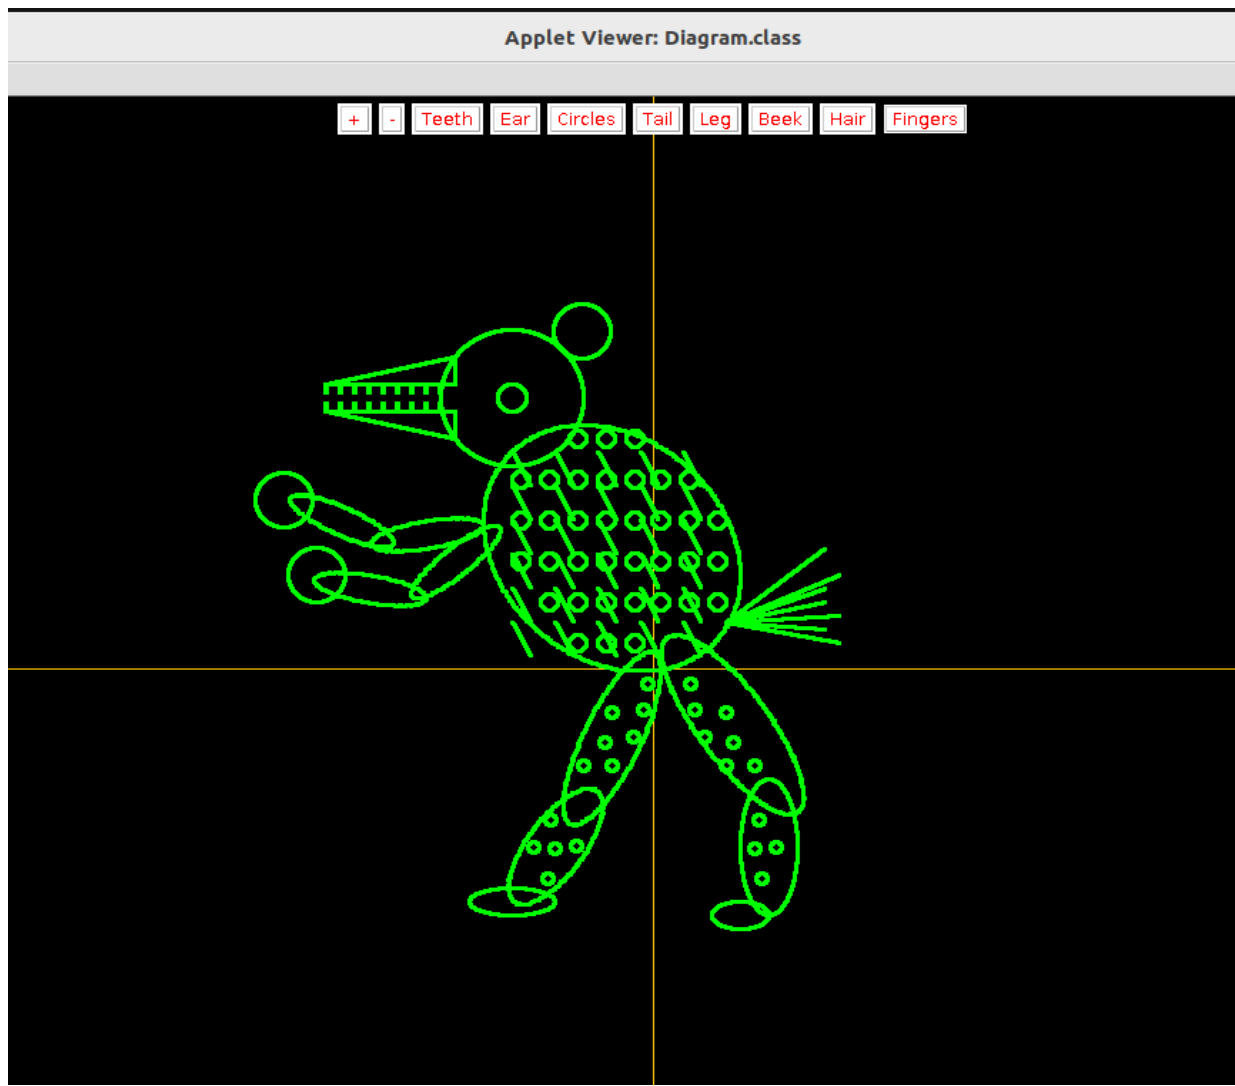 Applet Viewer: Diagram.class
+ - Teeth Ear Circles Tail Leg Beek Hair Fingers